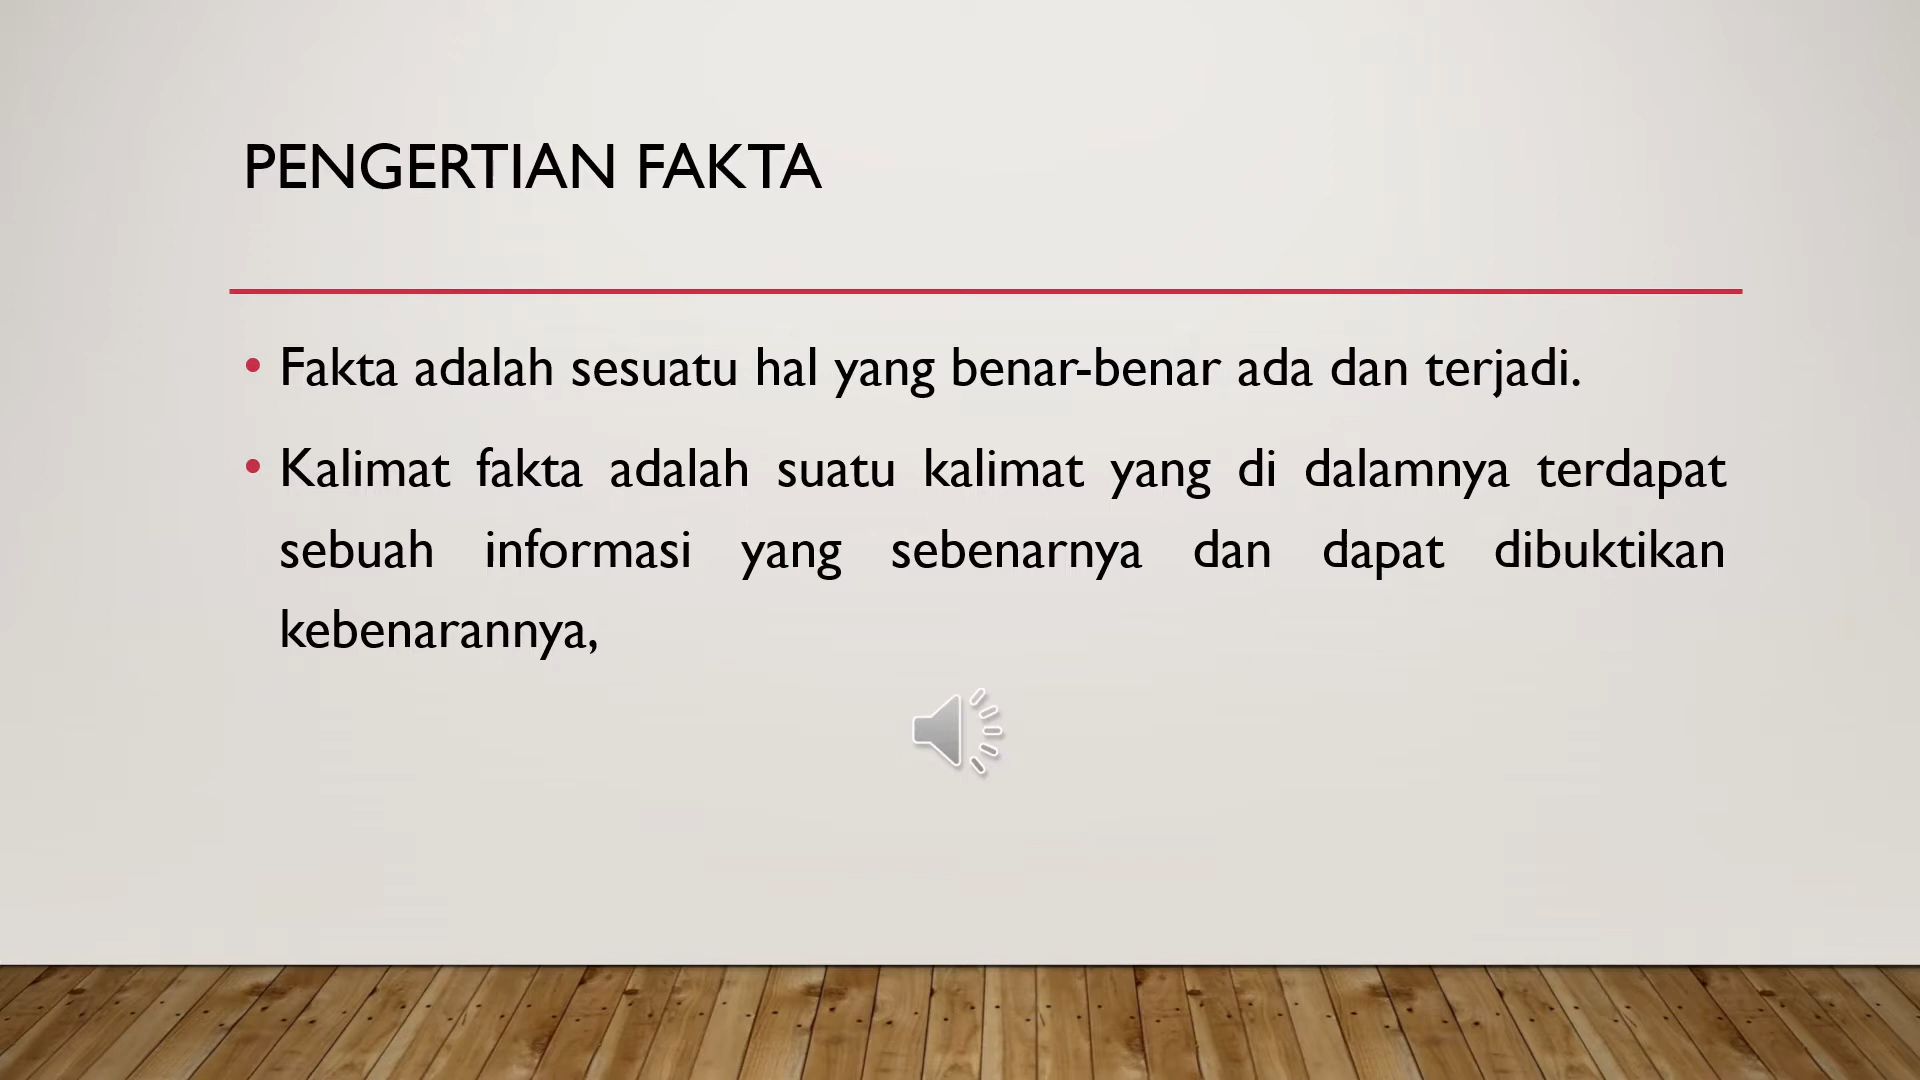 PENGERTIAN FAKTA
• Fakta adalah sesuatu hal yang benar-benar ada dan terjadi.
• Kalimat fakta adalah suatu kalimat yang di dalamnya terdapat
sebuah informasi yang sebenarnya dan dapat dibuktikan
kebenarannya,